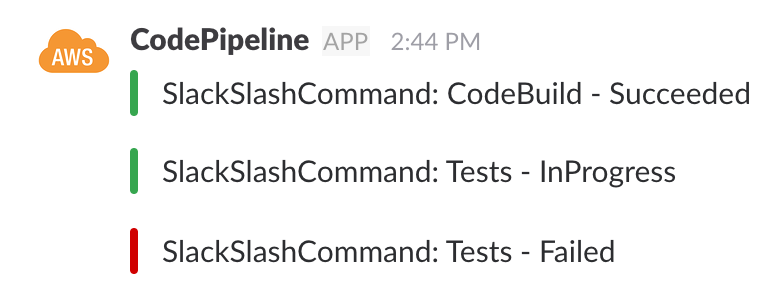 AWS
CodePipeline APP 2:44 PM
SlackSlashCommand: CodeBuild - Succeeded
SlackSlashCommand: Tests - InProgress
SlackSlashCommand: Tests - Failed